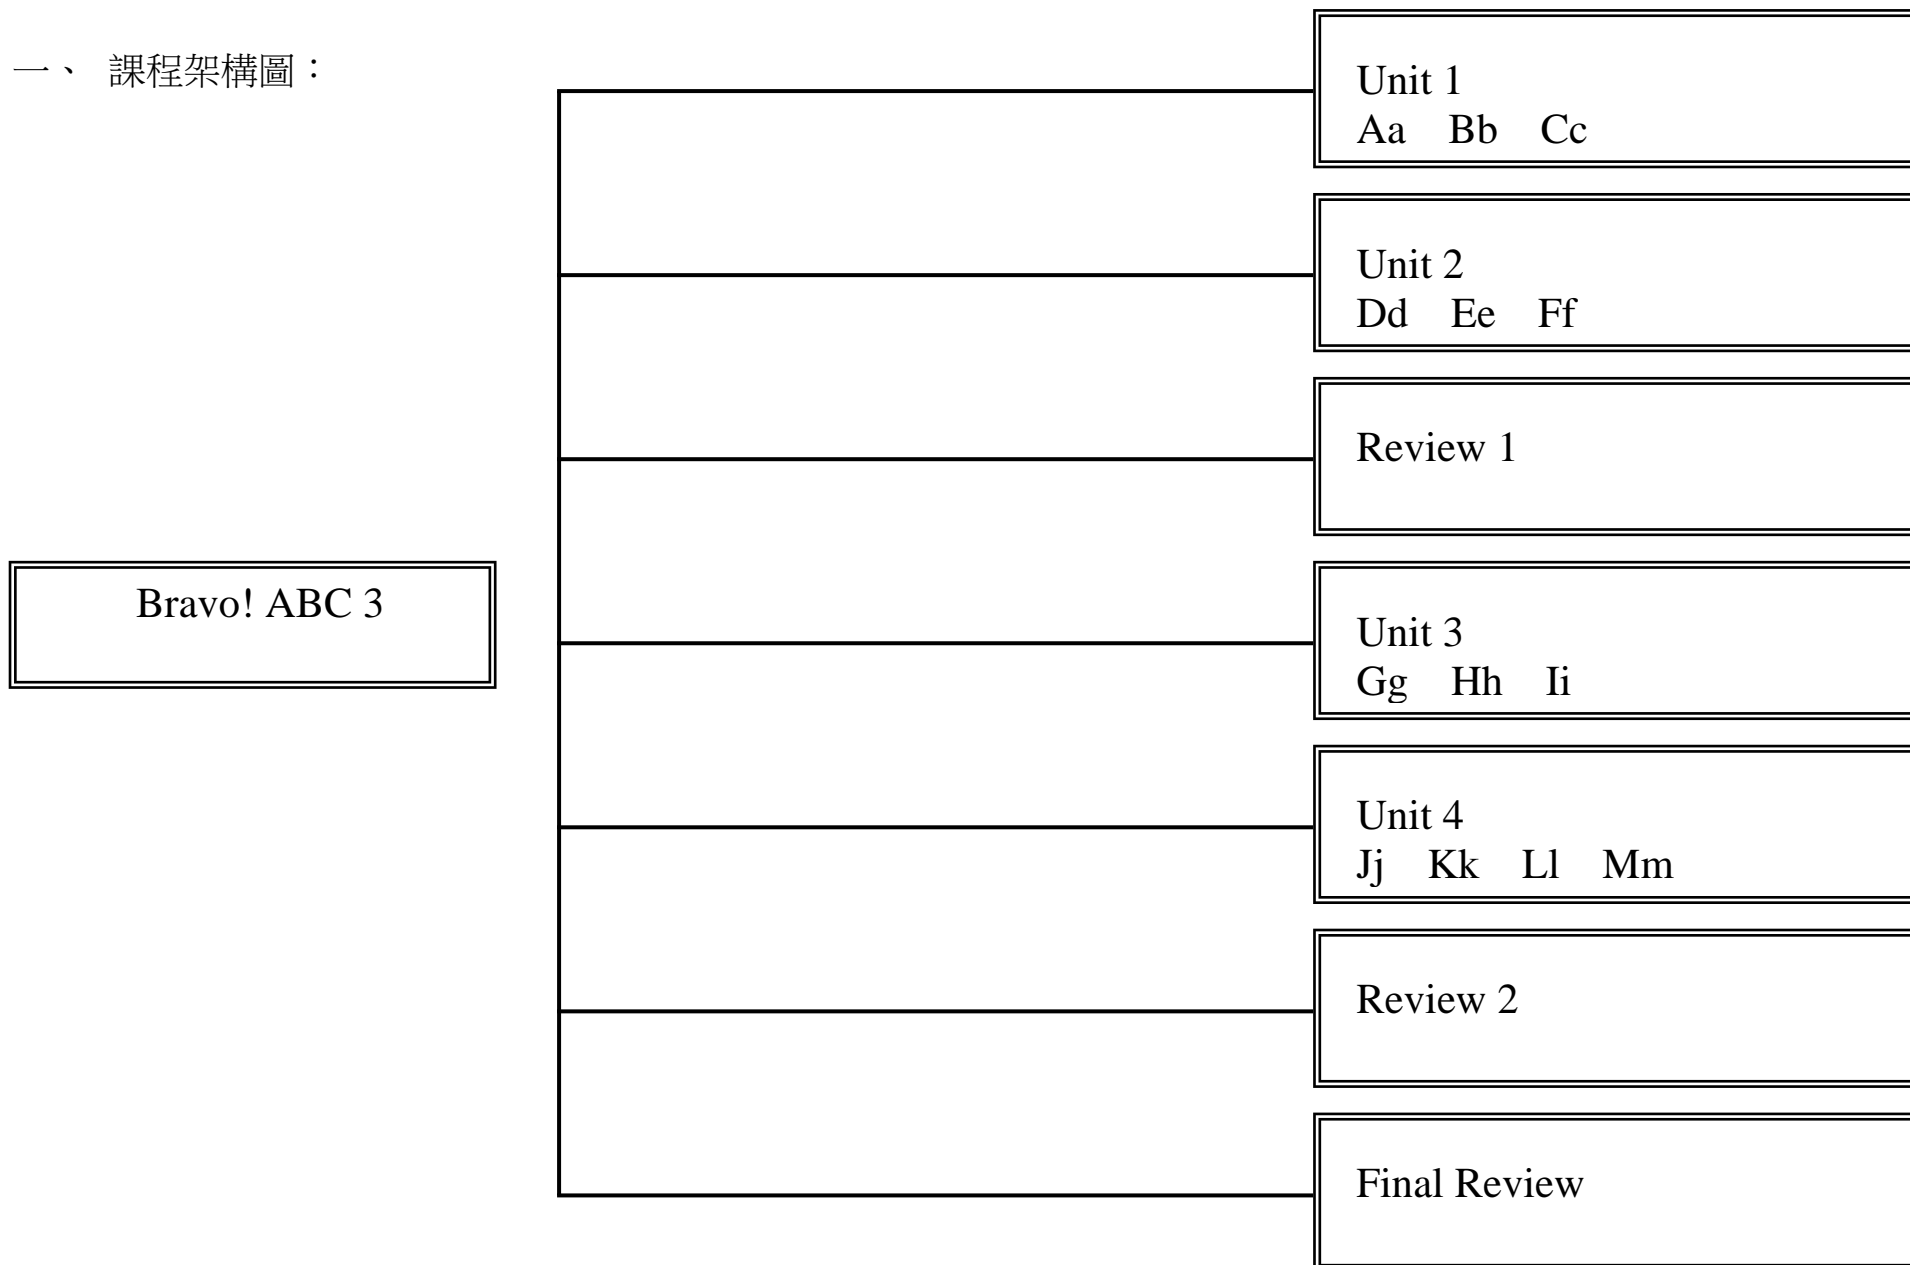 一、 課程架構圖：
Unit 1
Aa Bb Cc
Unit 2
Dd Ee Ff
Review 1
Bravo! ABC 3
Unit 3
Gg Hh Ii
Unit 4
Jj Kk Ll Mm
Review 2
Final Review